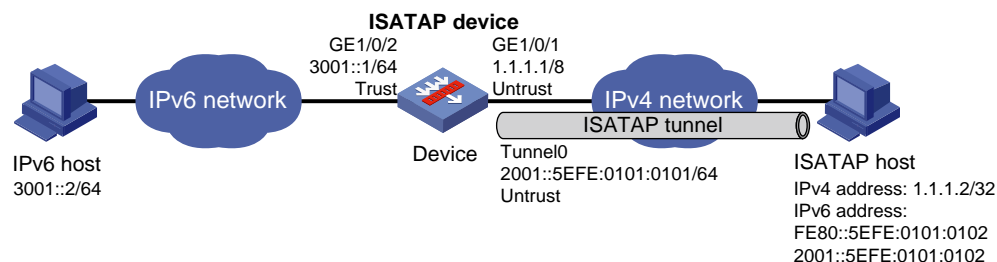 ISATAP device
GE1/0/2
3001::1/64
Trust
GE1/0/1
1.1.1.1/8
Untrust
IPv6 network
IPv4 network
ISATAP tunnel
Device
Tunnel0
2001::5EFE:0101:0101/64
Untrust
IPv6 host
3001::2/64
ISATAP host
IPv4 address: 1.1.1.2/32
IPv6 address:
FE80::5EFE:0101:0102
2001::5EFE:0101:0102